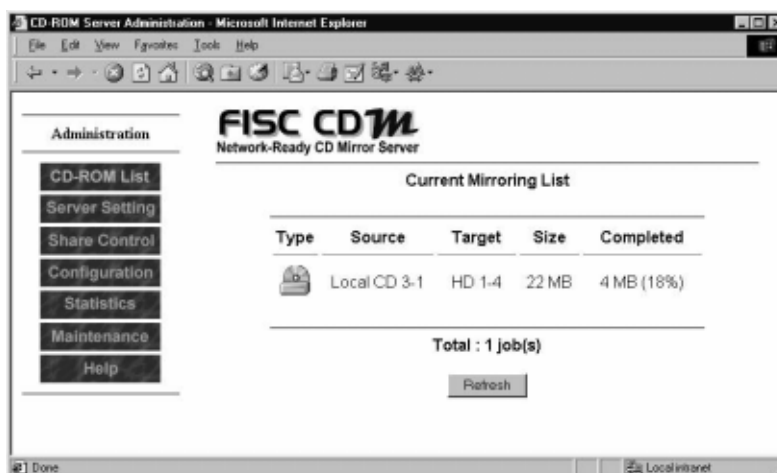 CD-ROM Server Administration - Microsoft Internet Explorer
File Edit View Favorites Tools Help
Administration
CD-ROM List
Server Setting
Share Control
Configuration
Statistics
Maintenance
Help
FISC CDM
Network-Ready CD Mirror Server
Current Mirroring List
Type Source Target Size Completed
Local CD 3-1 HD 1-4 22 MB 4 MB (18%)
Total : 1 job(s)
Refresh
Done
Local intranet